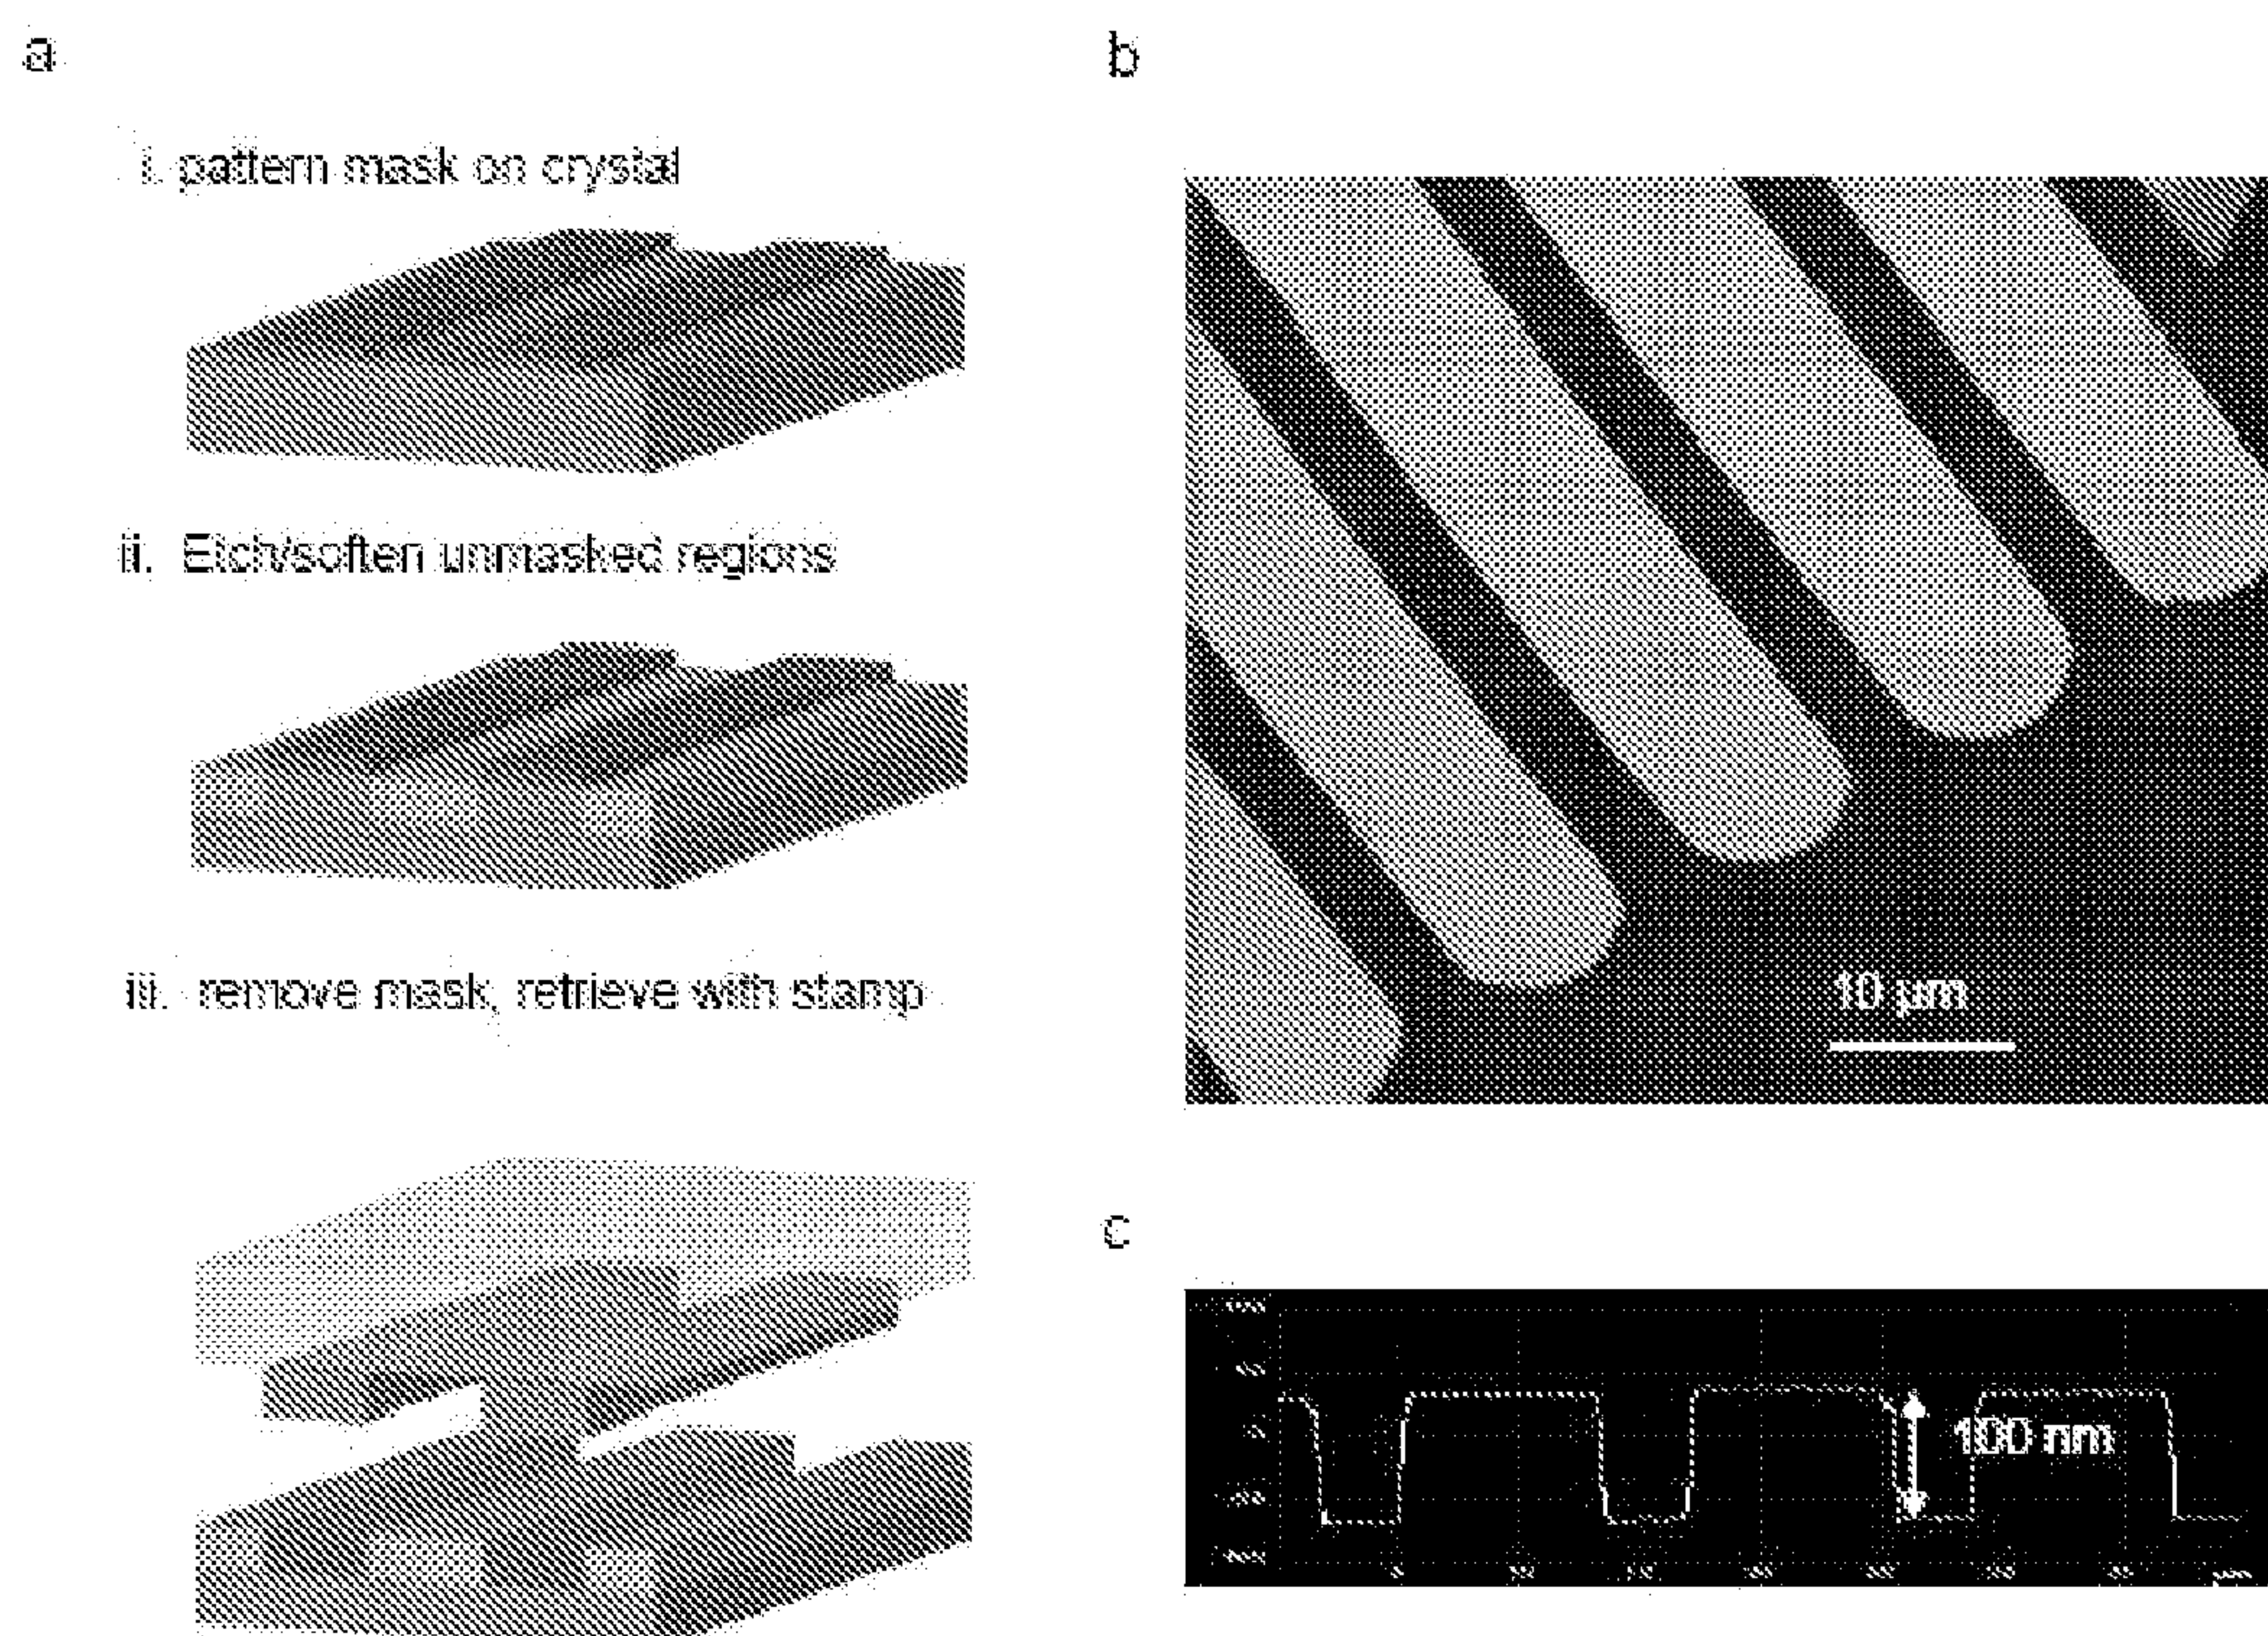 a
i. pattern mask on crystal
ii. Etch/soften unmasked regions
iii. remove mask, retrieve with stamp
b
10 µm
c
100 nm